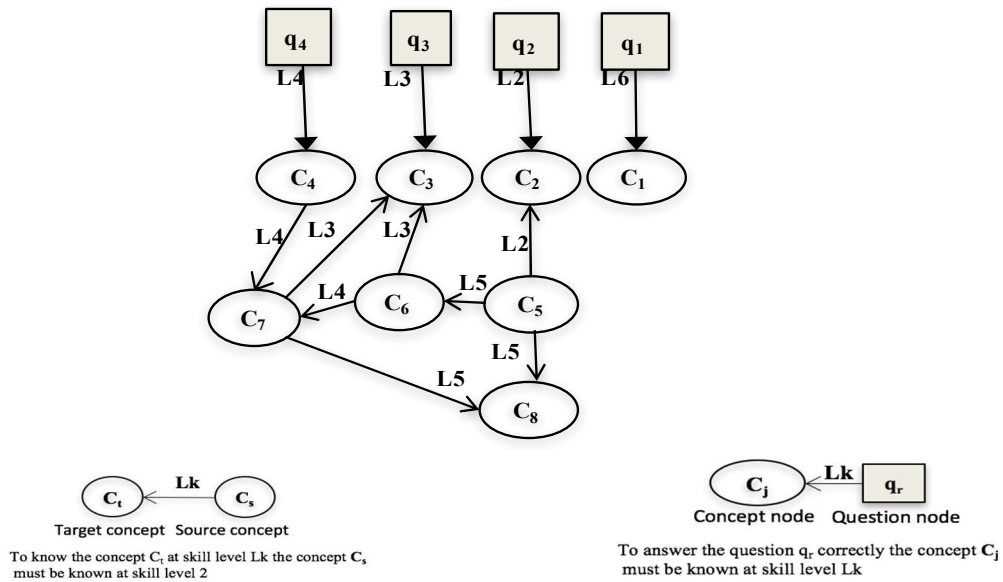 q₄ q₃ q₂ q₁
L4 L3 L2 L6
C₄ C₃ C₂ C₁
L4 L3 L3 L2
C₇ L4 C₆ L5 C₅
L5 L5
C₈
Cₜ Lk Cₛ
Target concept Source concept
To know the concept Cₜ at skill level Lk the concept Cₛ
must be known at skill level 2
Cⱼ Lk qᵣ
Concept node Question node
To answer the question qᵣ correctly the concept Cⱼ
must be known at skill level Lk